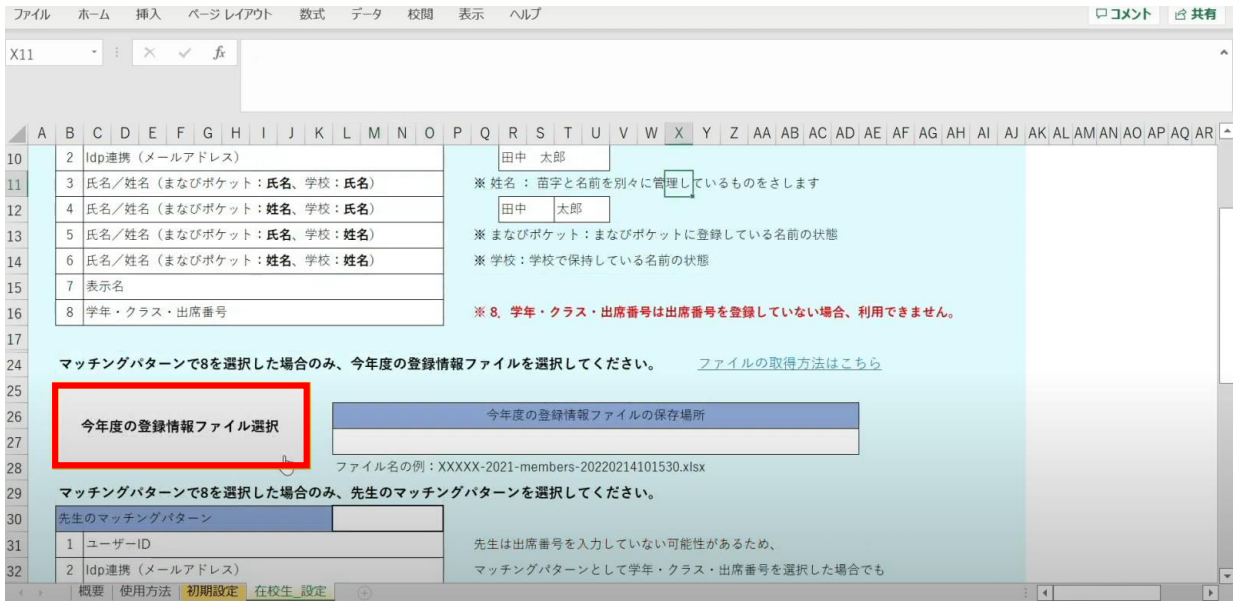 ファイル ホーム 挿入 ページ レイアウト 数式 データ 校閲 表示 ヘルプ コメント 共有
X11 fx
A B C D E F G H I J K L M N O P Q R S T U V W X Y Z AA AB AC AD AE AF AG AH AI AJ AK AL AM AN AO AP AQ AR
10 2 Idp連携（メールアドレス） 田中 太郎
11 3 氏名／姓名（まなびポケット：氏名、学校：氏名） ※ 姓名 ： 苗字と名前を別々に管理しているものをさします
12 4 氏名／姓名（まなびポケット：姓名、学校：氏名） 田中 太郎
13 5 氏名／姓名（まなびポケット：氏名、学校：姓名） ※ まなびポケット：まなびポケットに登録している名前の状態
14 6 氏名／姓名（まなびポケット：姓名、学校：姓名） ※ 学校：学校で保持している名前の状態
15 7 表示名
16 8 学年・クラス・出席番号 ※ 8．学年・クラス・出席番号は出席番号を登録していない場合、利用できません。
17
24 マッチングパターンで8を選択した場合のみ、今年度の登録情報ファイルを選択してください。 ファイルの取得方法はこちら
25
26 今年度の登録情報ファイル選択 今年度の登録情報ファイルの保存場所
27
28 ファイル名の例：XXXXX-2021-members-20220214101530.xlsx
29 マッチングパターンで8を選択した場合のみ、先生のマッチングパターンを選択してください。
30 先生のマッチングパターン
31 1 ユーザーID 先生は出席番号を入力していない可能性があるため、
32 2 Idp連携（メールアドレス） マッチングパターンとして学年・クラス・出席番号を選択した場合でも
概要 使用方法 初期設定 在校生_設定